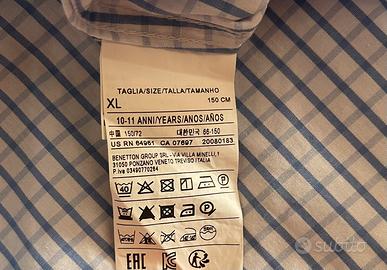 TAGLIA/SIZE/TALLA/TAMANHO
XL 150 CM
10-11 ANNI/YEARS/ANOS/AÑOS
中国 150/72 대한민국 66-150
US RN 64961 CA 07697 20080183
BENETTON GROUP SRL - VIA VILLA MINELLI, 1
31050 PONZANO VENETO TREVISO ITALIA
P.iva 03490770264
40
P
EAC
subito